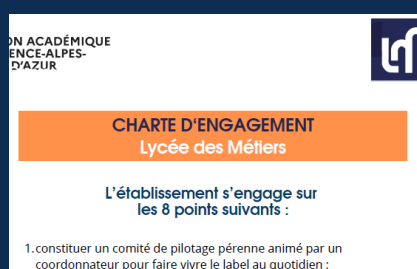 ON ACADÉMIQUE
ENCE-ALPES-
D'AZUR
CHARTE D'ENGAGEMENT
Lycée des Métiers
L'établissement s'engage sur
les 8 points suivants :
1. constituer un comité de pilotage pérenne animé par un
coordonnateur pour faire vivre le label au quotidien ;